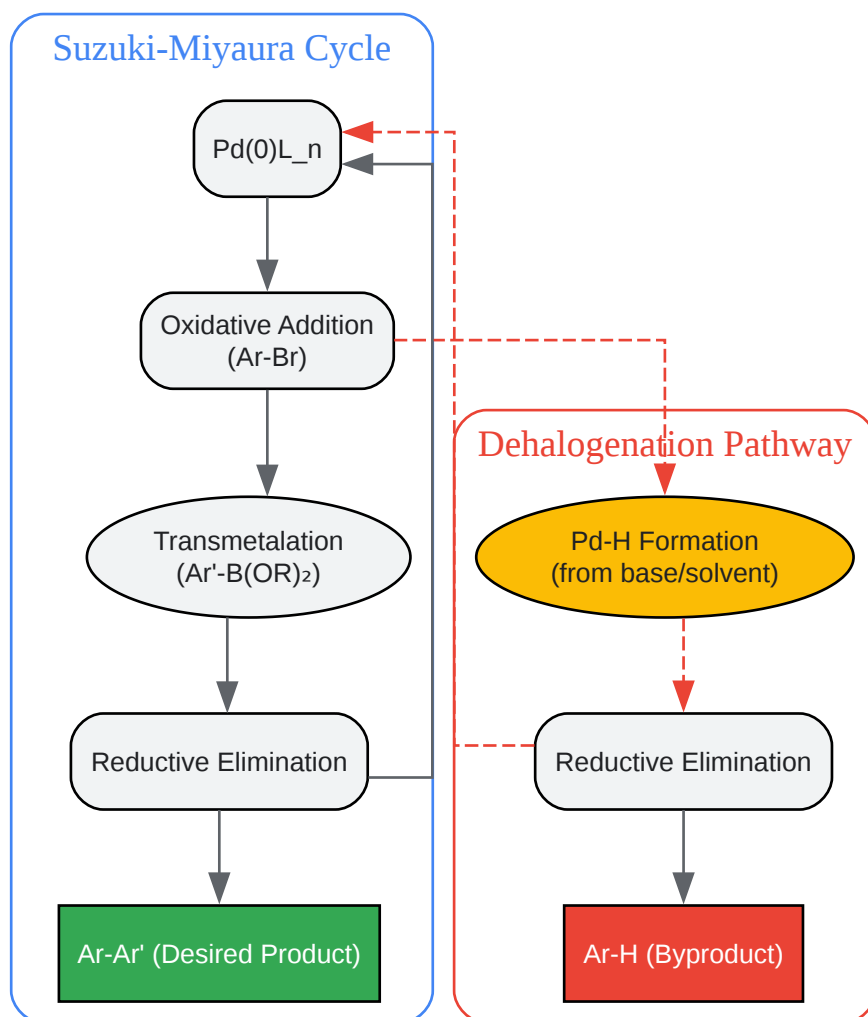 Suzuki-Miyaura Cycle
Pd(0)L_n
Oxidative Addition
(Ar-Br)
Transmetalation
(Ar'-B(OR)₂)
Reductive Elimination
Ar-Ar' (Desired Product)
Dehalogenation Pathway
Pd-H Formation
(from base/solvent)
Reductive Elimination
Ar-H (Byproduct)